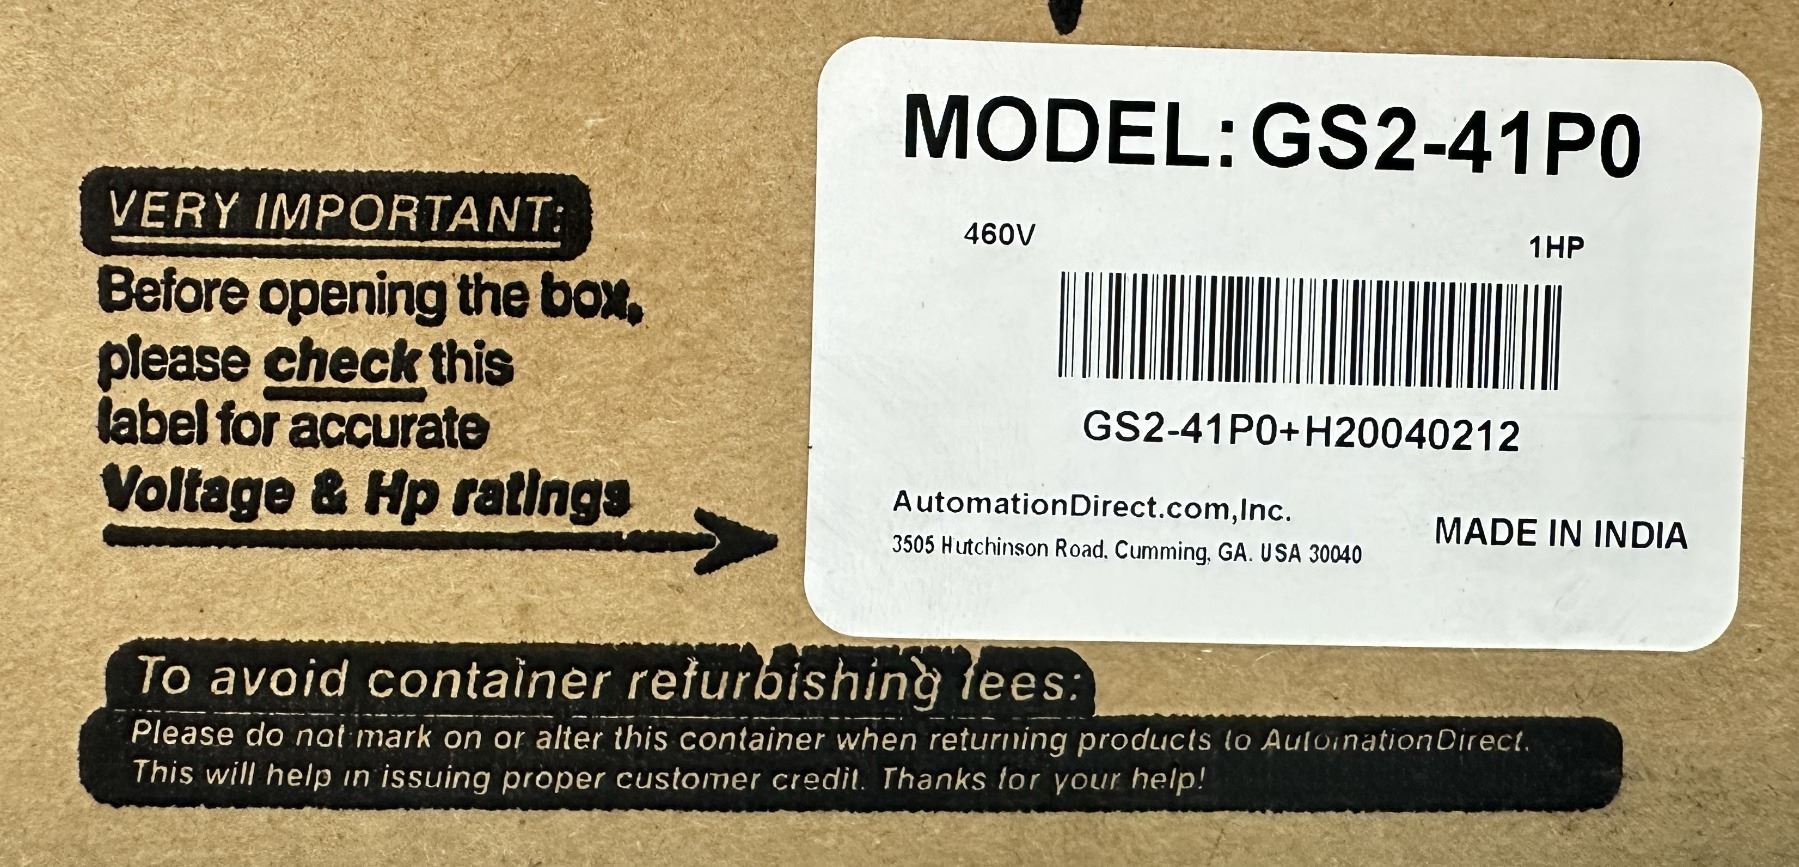 VERY IMPORTANT:
Before opening the box,
please check this
label for accurate
Voltage & Hp ratings
MODEL: GS2-41P0
460V 1HP
GS2-41P0+H20040212
AutomationDirect.com,Inc.
3505 Hutchinson Road, Cumming, GA. USA 30040
MADE IN INDIA
To avoid container refurbishing fees:
Please do not mark on or alter this container when returning products to AutomationDirect.
This will help in issuing proper customer credit. Thanks for your help!